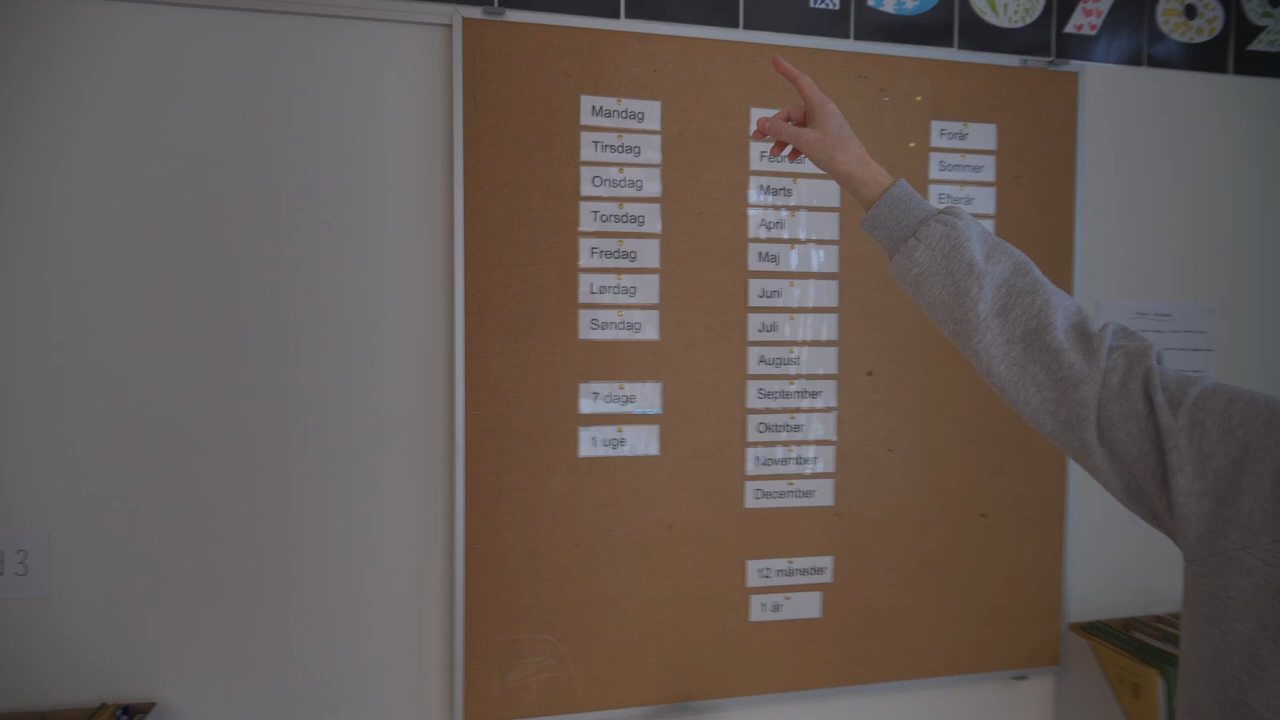 Mandag
Tirsdag
Onsdag
Torsdag
Fredag
Lørdag
Søndag
7 dage
1 uge
Februar
Marts
April
Maj
Juni
Juli
August
September
Oktober
November
December
12 måneder
1 år
Forår
Sommer
Efterår
3